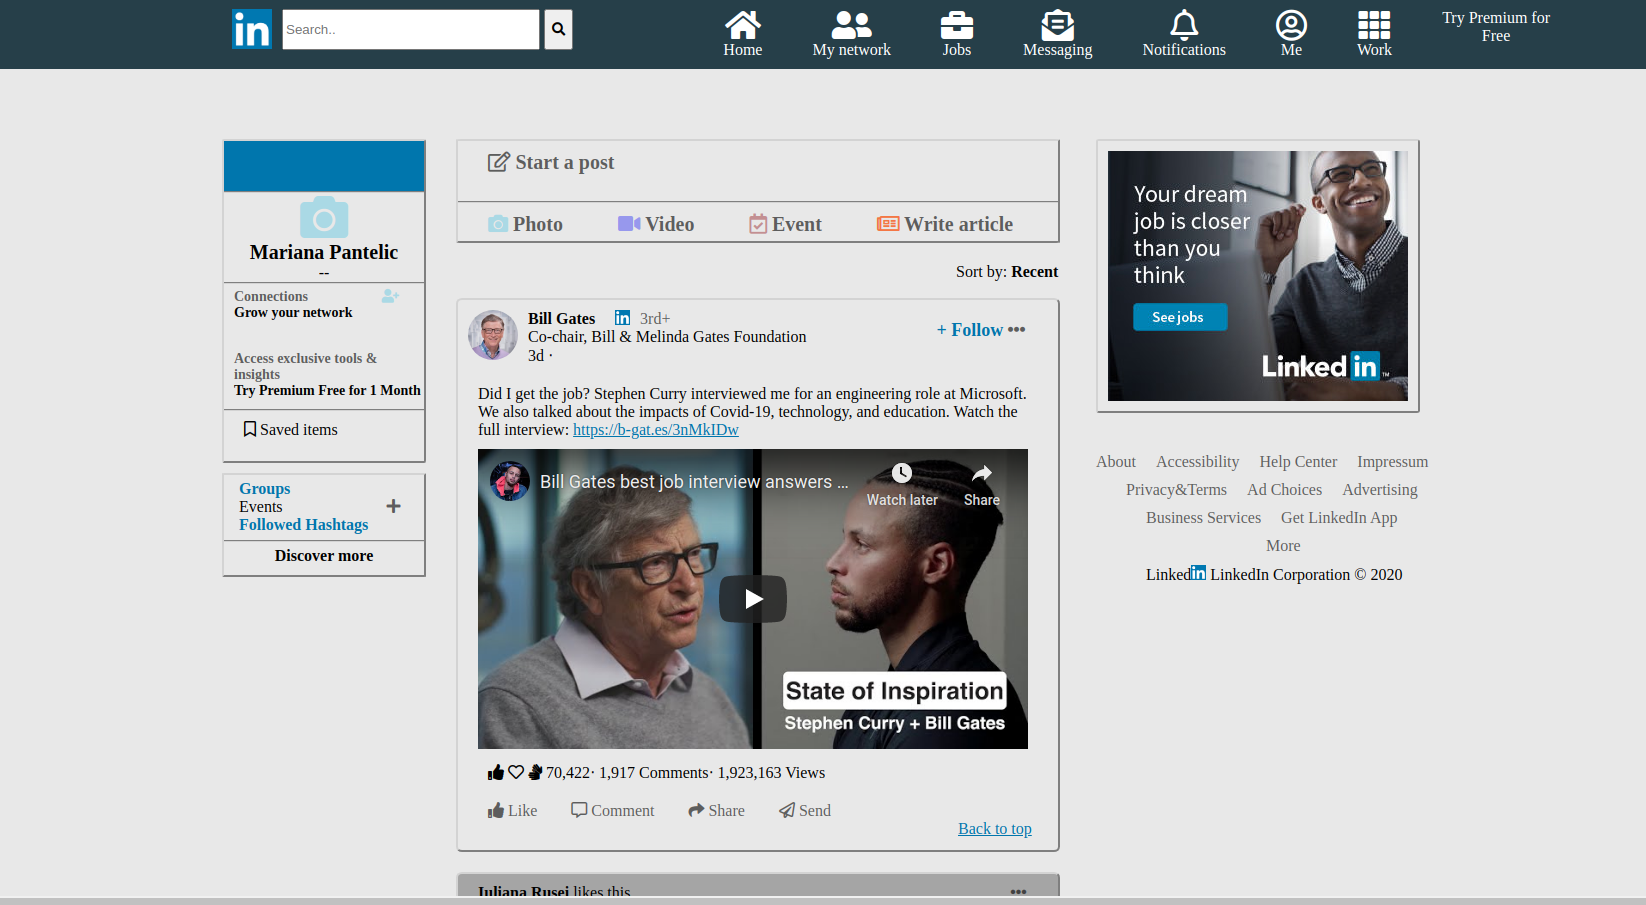 in Search..
Home My network Jobs Messaging Notifications Me Work Try Premium for
Free
Mariana Pantelic
--
Connections
Grow your network
Access exclusive tools &
insights
Try Premium Free for 1 Month
Saved items
Groups
Events
Followed Hashtags
Discover more
Start a post
Photo Video Event Write article
Sort by: Recent
Bill Gates in 3rd+
Co-chair, Bill & Melinda Gates Foundation
3d ·
+ Follow •••
Did I get the job? Stephen Curry interviewed me for an engineering role at Microsoft.
We also talked about the impacts of Covid-19, technology, and education. Watch the
full interview: https://b-gat.es/3nMkIDw
Bill Gates best job interview answers ...
Watch later Share
State of Inspiration
Stephen Curry + Bill Gates
70,422· 1,917 Comments· 1,923,163 Views
Like Comment Share Send
Back to top
Iuliana Rusei likes this •••
Your dream
job is closer
than you
think
See jobs
Linked in ™
About Accessibility Help Center Impressum
Privacy&Terms Ad Choices Advertising
Business Services Get LinkedIn App
More
Linkedin LinkedIn Corporation © 2020